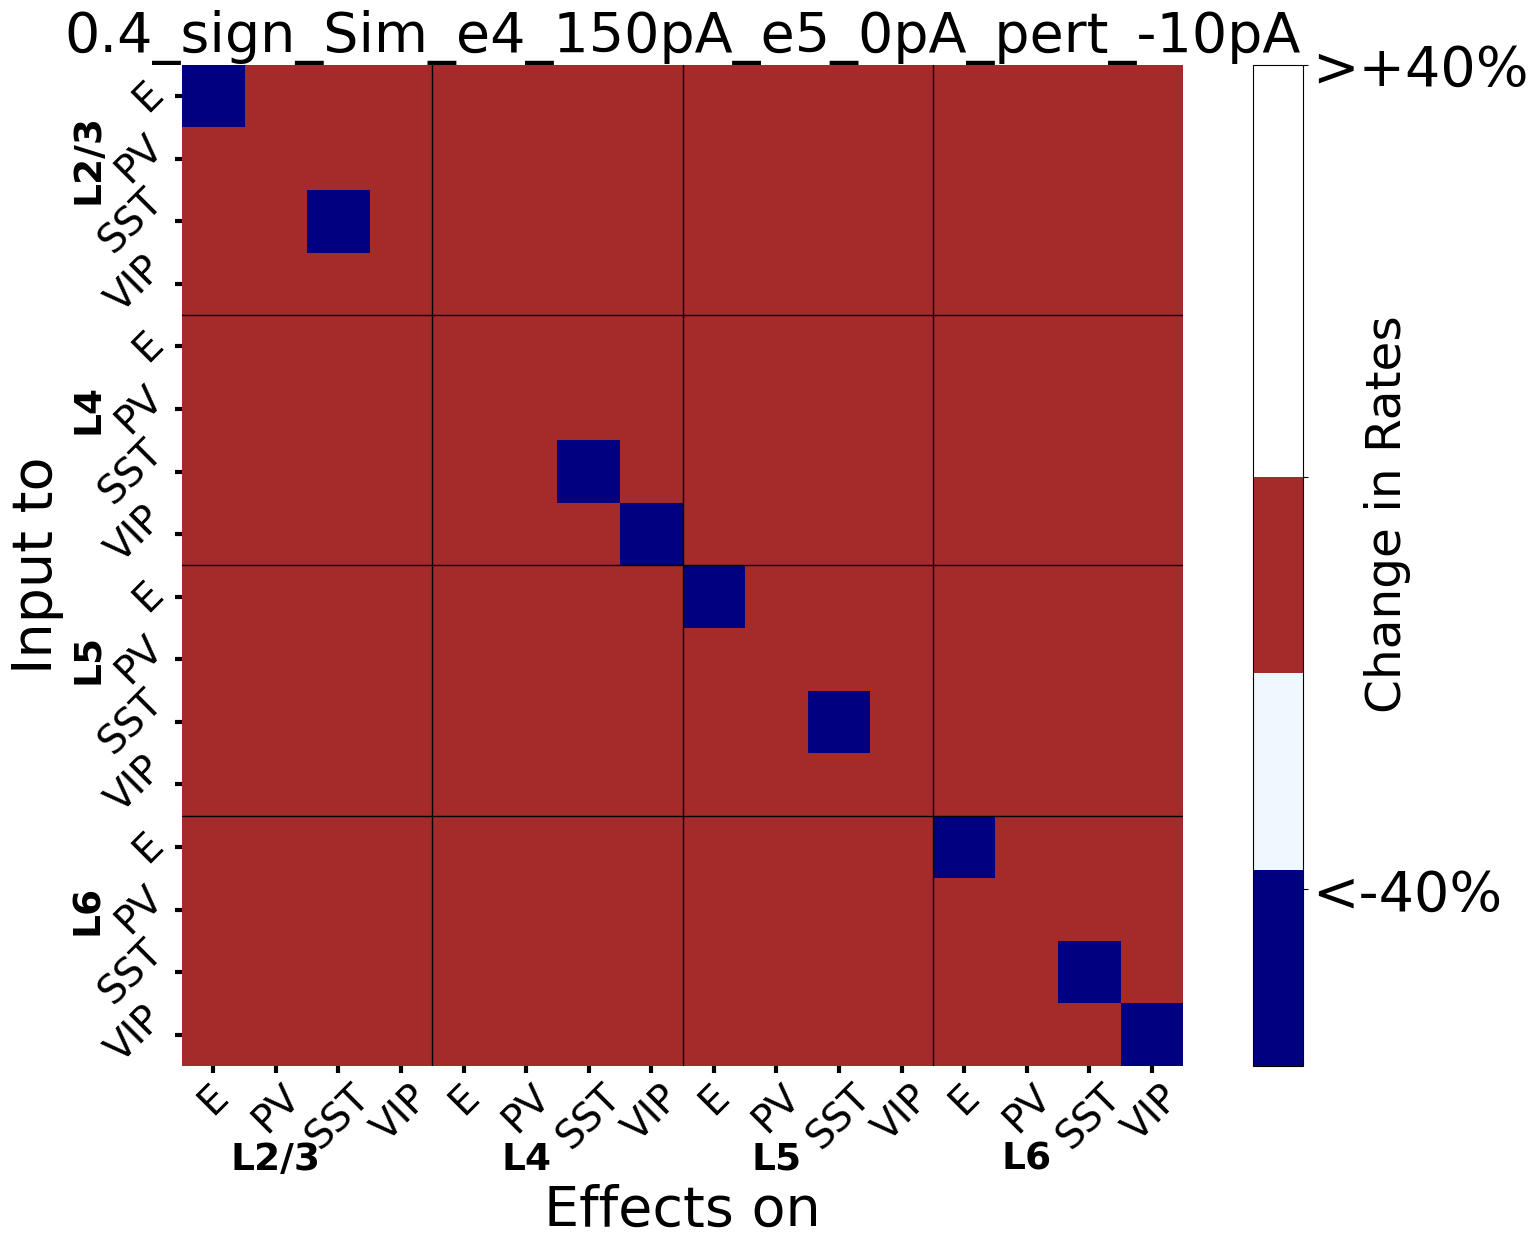 0.4_sign_Sim_e4_150pA_e5_0pA_pert_-10pA
>+40%
<-40%
Change in Rates
Input to
L2/3
E
PV
SST
VIP
L4
E
PV
SST
VIP
L5
E
PV
SST
VIP
L6
E
PV
SST
VIP
E PV SST VIP E PV SST VIP E PV SST VIP E PV SST VIP
L2/3 L4 L5 L6
Effects on